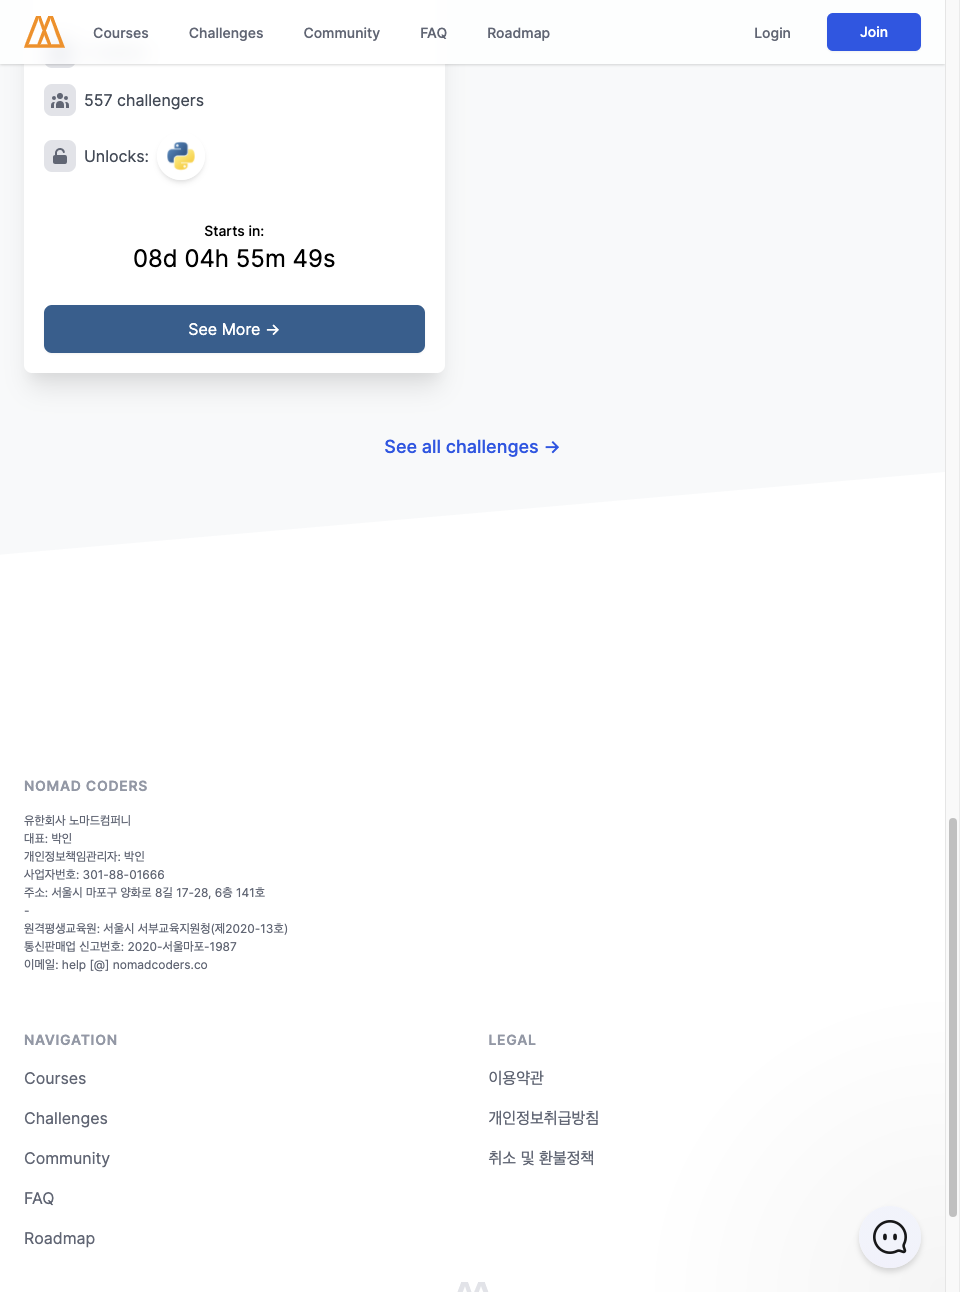 Courses Challenges Community FAQ Roadmap Login Join
557 challengers
Unlocks:
Starts in:
08d 04h 55m 49s
See More →
See all challenges →
NOMAD CODERS
유한회사 노마드컴퍼니
대표: 박인
개인정보책임관리자: 박인
사업자번호: 301-88-01666
주소: 서울시 마포구 양화로 8길 17-28, 6층 141호
-
원격평생교육원: 서울시 서부교육지원청(제2020-13호)
통신판매업 신고번호: 2020-서울마포-1987
이메일: help [@] nomadcoders.co
NAVIGATION
Courses
Challenges
Community
FAQ
Roadmap
LEGAL
이용약관
개인정보취급방침
취소 및 환불정책